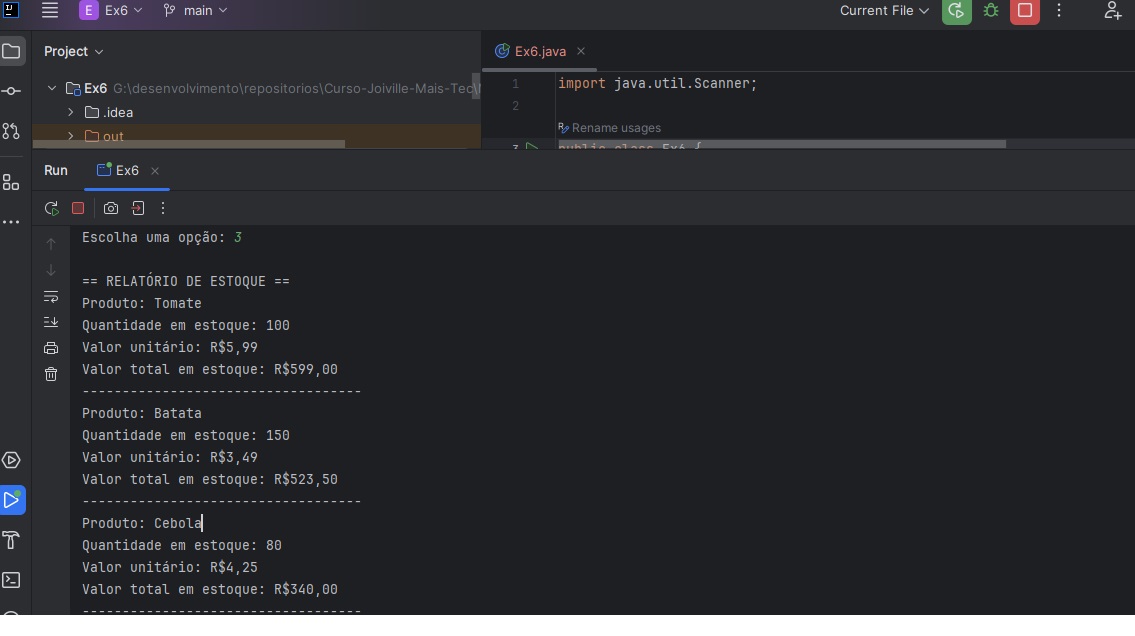 E Ex6 main Current File
Project
Ex6.java
Ex6 G:\desenvolvimento\repositorios\Curso-Joiville-Mais-Tec\
.idea
out
1 import java.util.Scanner;
2
Rename usages
3 public class Ex6 {
Run Ex6
Escolha uma opção: 3
== RELATÓRIO DE ESTOQUE ==
Produto: Tomate
Quantidade em estoque: 100
Valor unitário: R$5,99
Valor total em estoque: R$599,00
-----------------------------------
Produto: Batata
Quantidade em estoque: 150
Valor unitário: R$3,49
Valor total em estoque: R$523,50
-----------------------------------
Produto: Cebola
Quantidade em estoque: 80
Valor unitário: R$4,25
Valor total em estoque: R$340,00
-----------------------------------